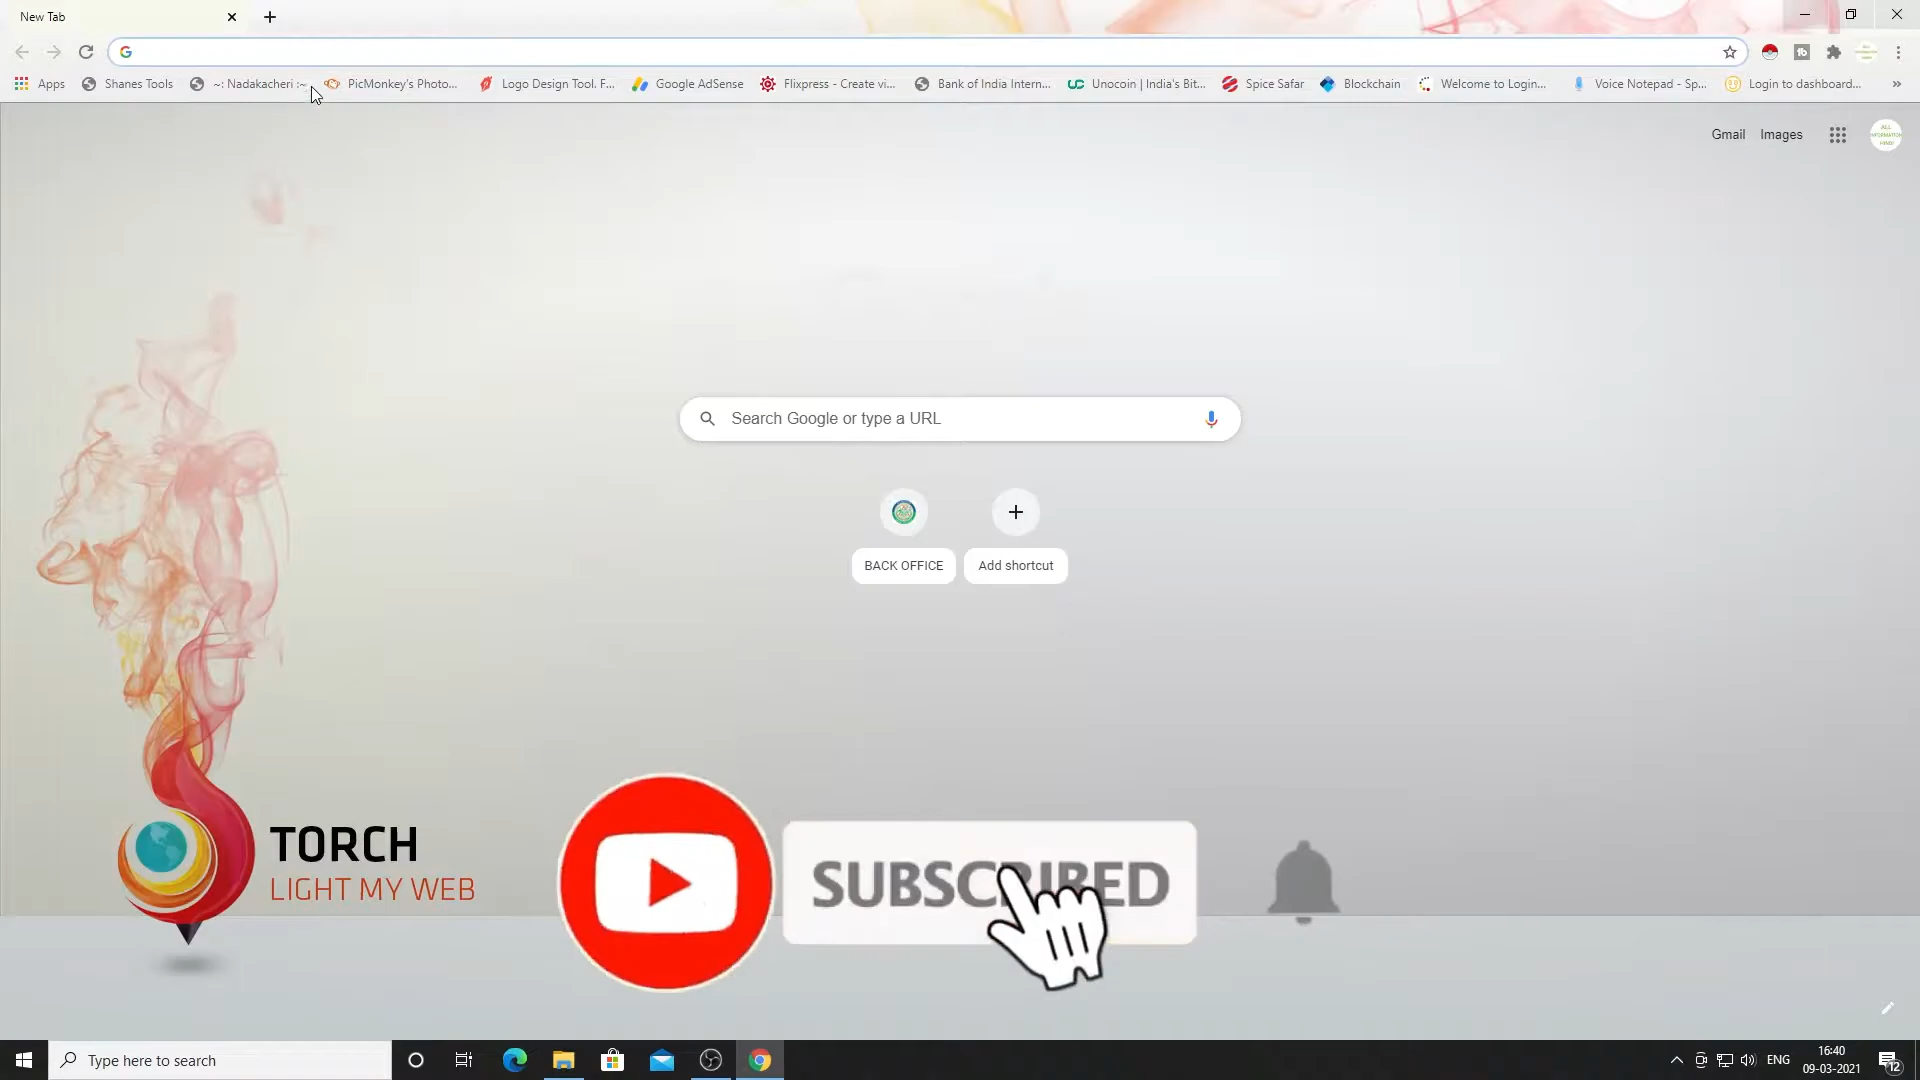 New Tab
Apps Shanes Tools ~: Nadakacheri :~ PicMonkey's Photo... Logo Design Tool. F... Google AdSense Flixpress - Create vi... Bank of India Intern... Unocoin | India's Bit... Spice Safar Blockchain Welcome to Login... Voice Notepad - Sp... Login to dashboard... »
Gmail Images
ALL
INFORMATION
HINDI
Search Google or type a URL
BACK OFFICE Add shortcut
TORCH
LIGHT MY WEB
SUBSCRIBED
Type here to search
ENG
16:40
09-03-2021
12